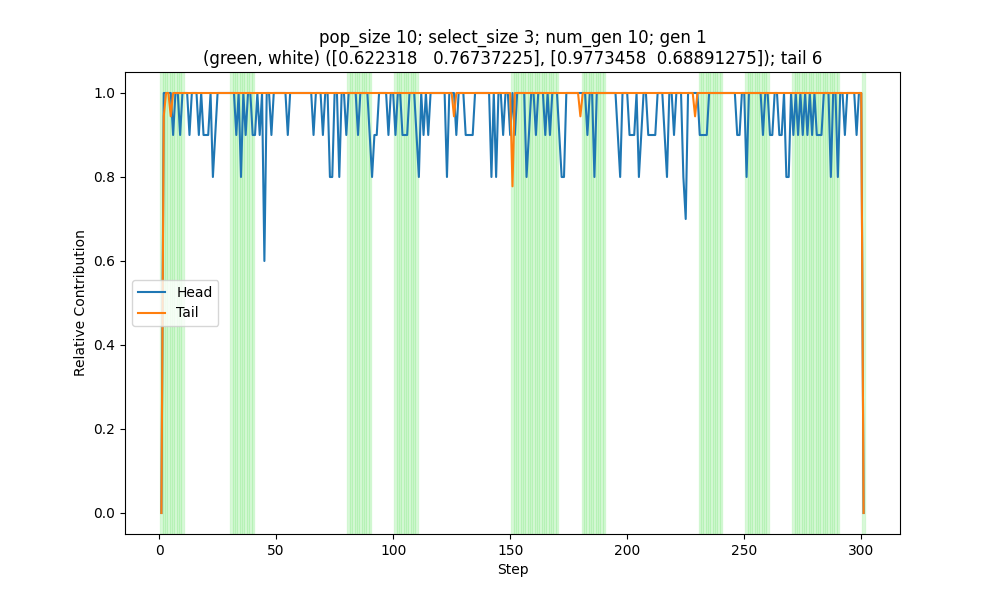 pop_size 10; select_size 3; num_gen 10; gen 1
(green, white) ([0.622318   0.76737225], [0.9773458  0.68891275]); tail 6
1.0
0.8
0.6
0.4
0.2
0.0
Relative Contribution
Head
Tail
0
50
100
150
200
250
300
Step